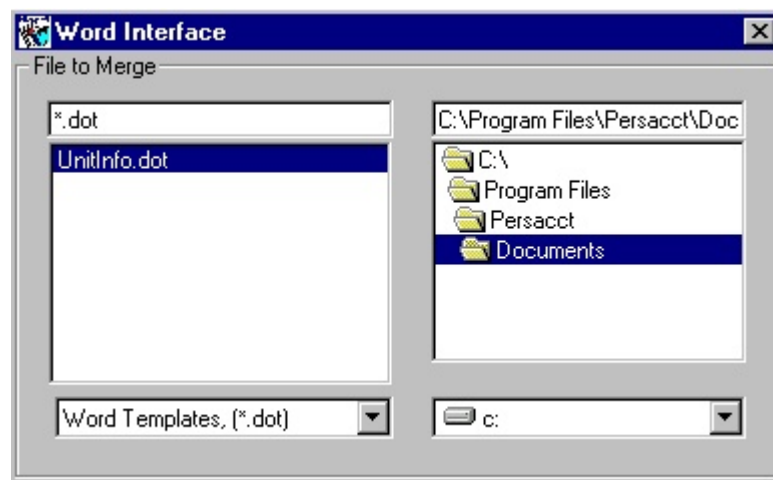 Word Interface
File to Merge
*.dot
C:\Program Files\Persacct\Doc
UnitInfo.dot
C:\
Program Files
Persacct
Documents
Word Templates, (*.dot)
c: